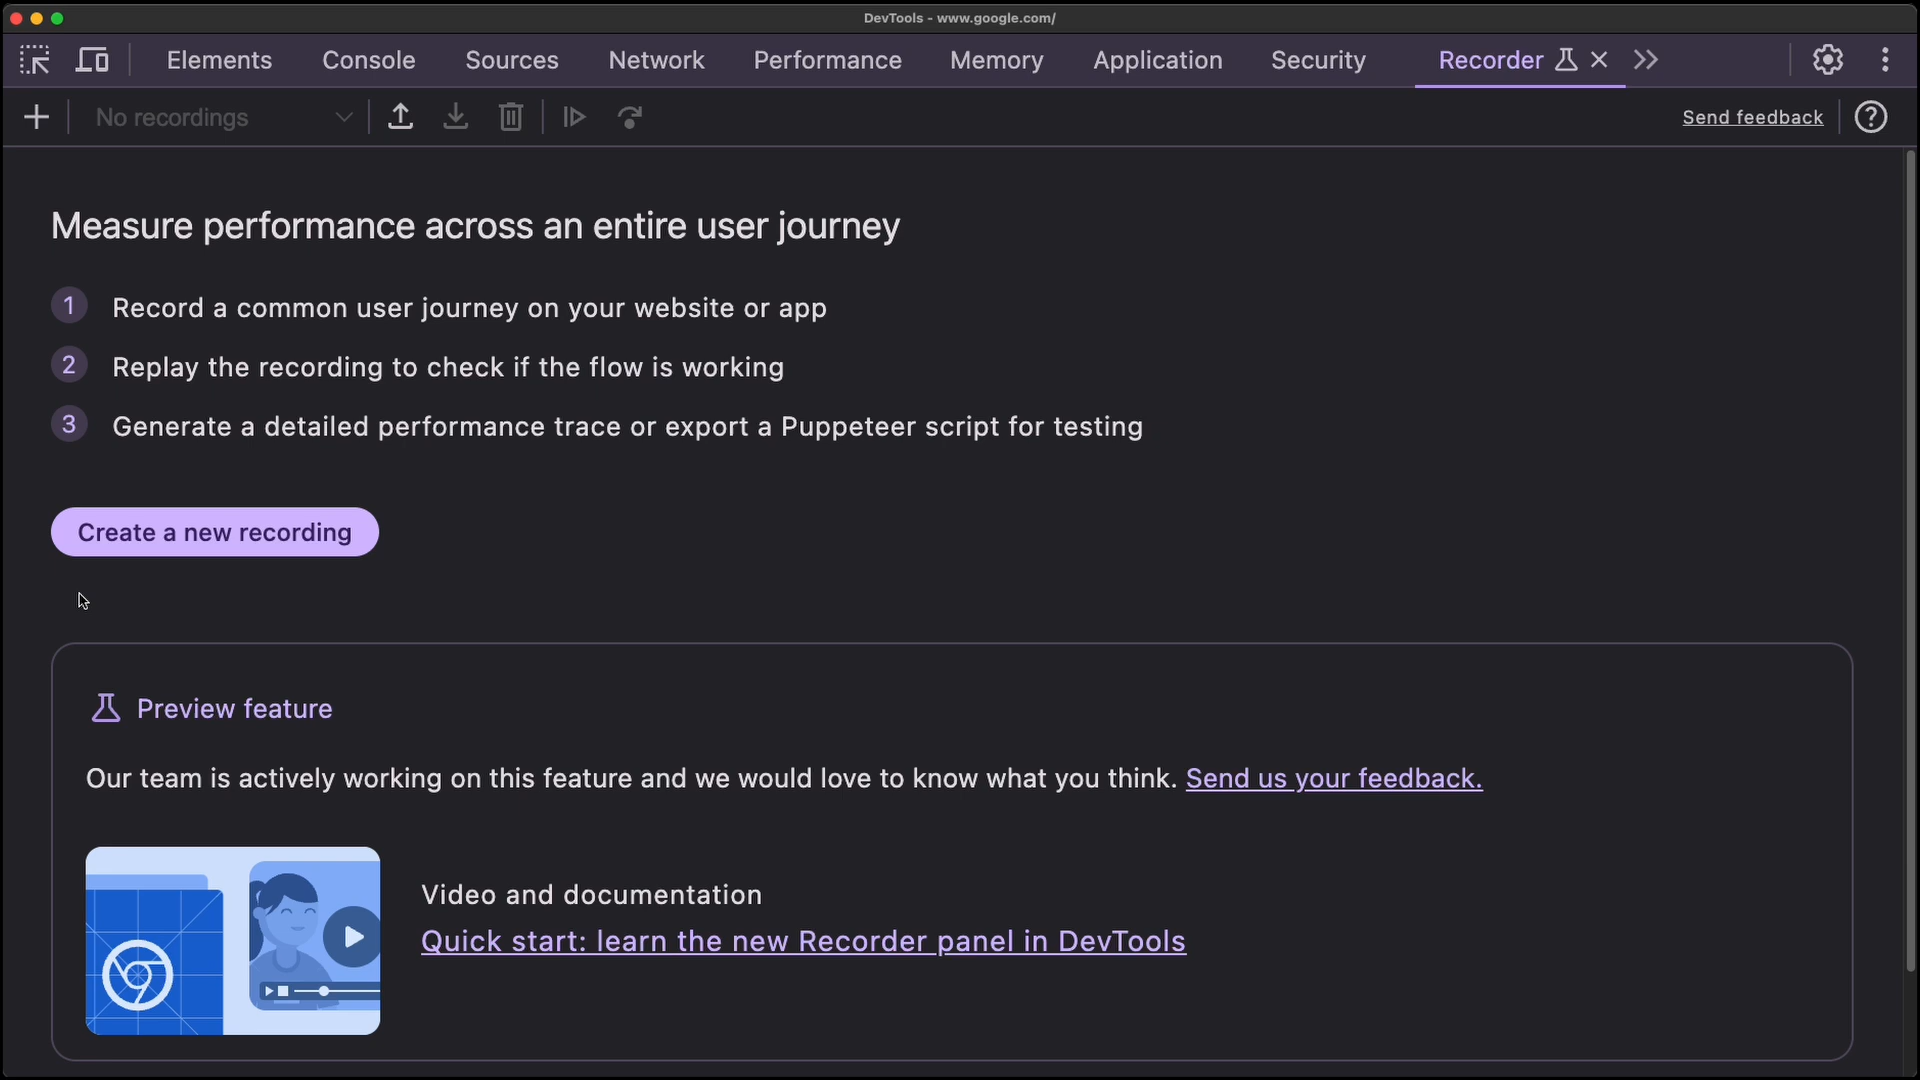 DevTools - www.google.com/
Elements Console Sources Network Performance Memory Application Security Recorder
No recordings
Send feedback
Measure performance across an entire user journey
1 Record a common user journey on your website or app
2 Replay the recording to check if the flow is working
3 Generate a detailed performance trace or export a Puppeteer script for testing
Create a new recording
Preview feature
Our team is actively working on this feature and we would love to know what you think. Send us your feedback.
Video and documentation
Quick start: learn the new Recorder panel in DevTools